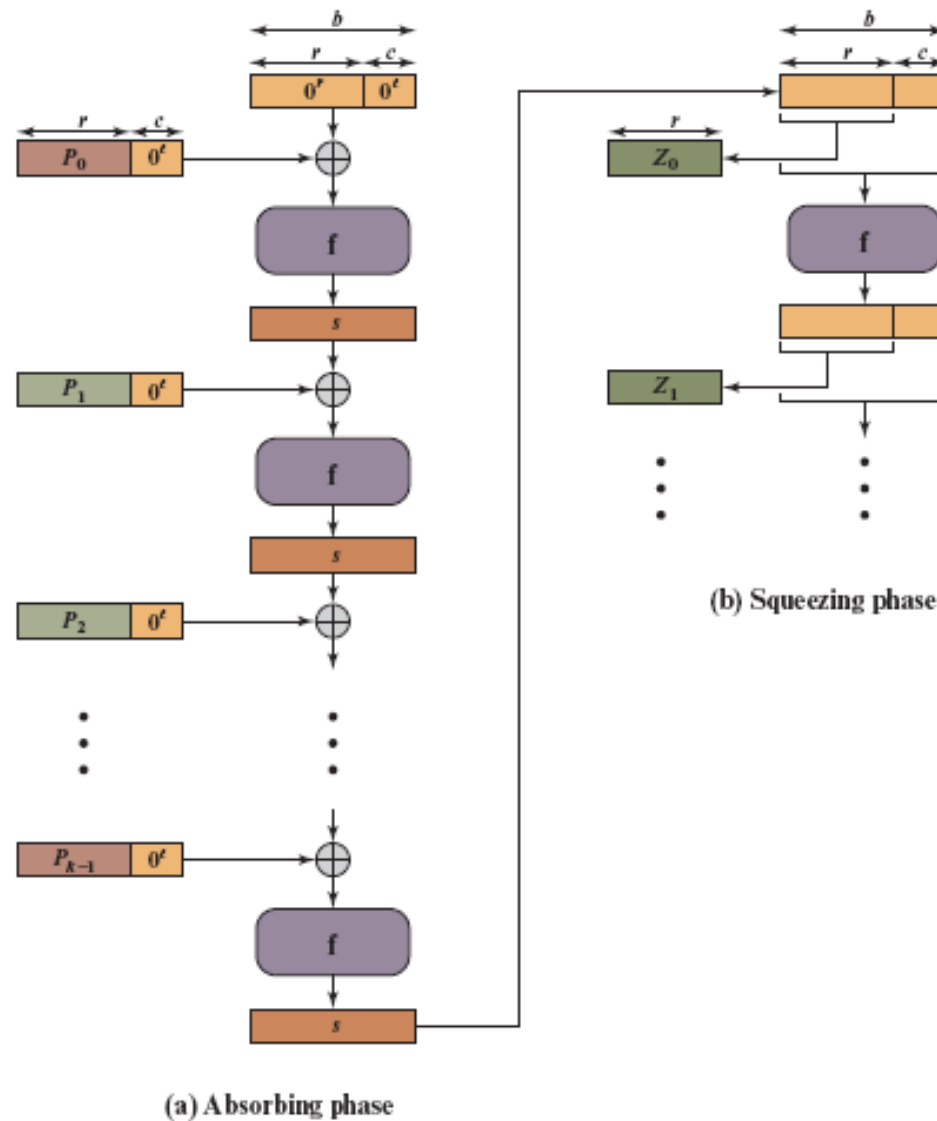 b
r c
0^r 0^c
r c
P_0 0^c
f
s
P_1 0^c
f
s
P_2 0^c
P_{k-1} 0^c
f
s
(a) Absorbing phase
b
r c
r
Z_0
f
Z_1
(b) Squeezing phase